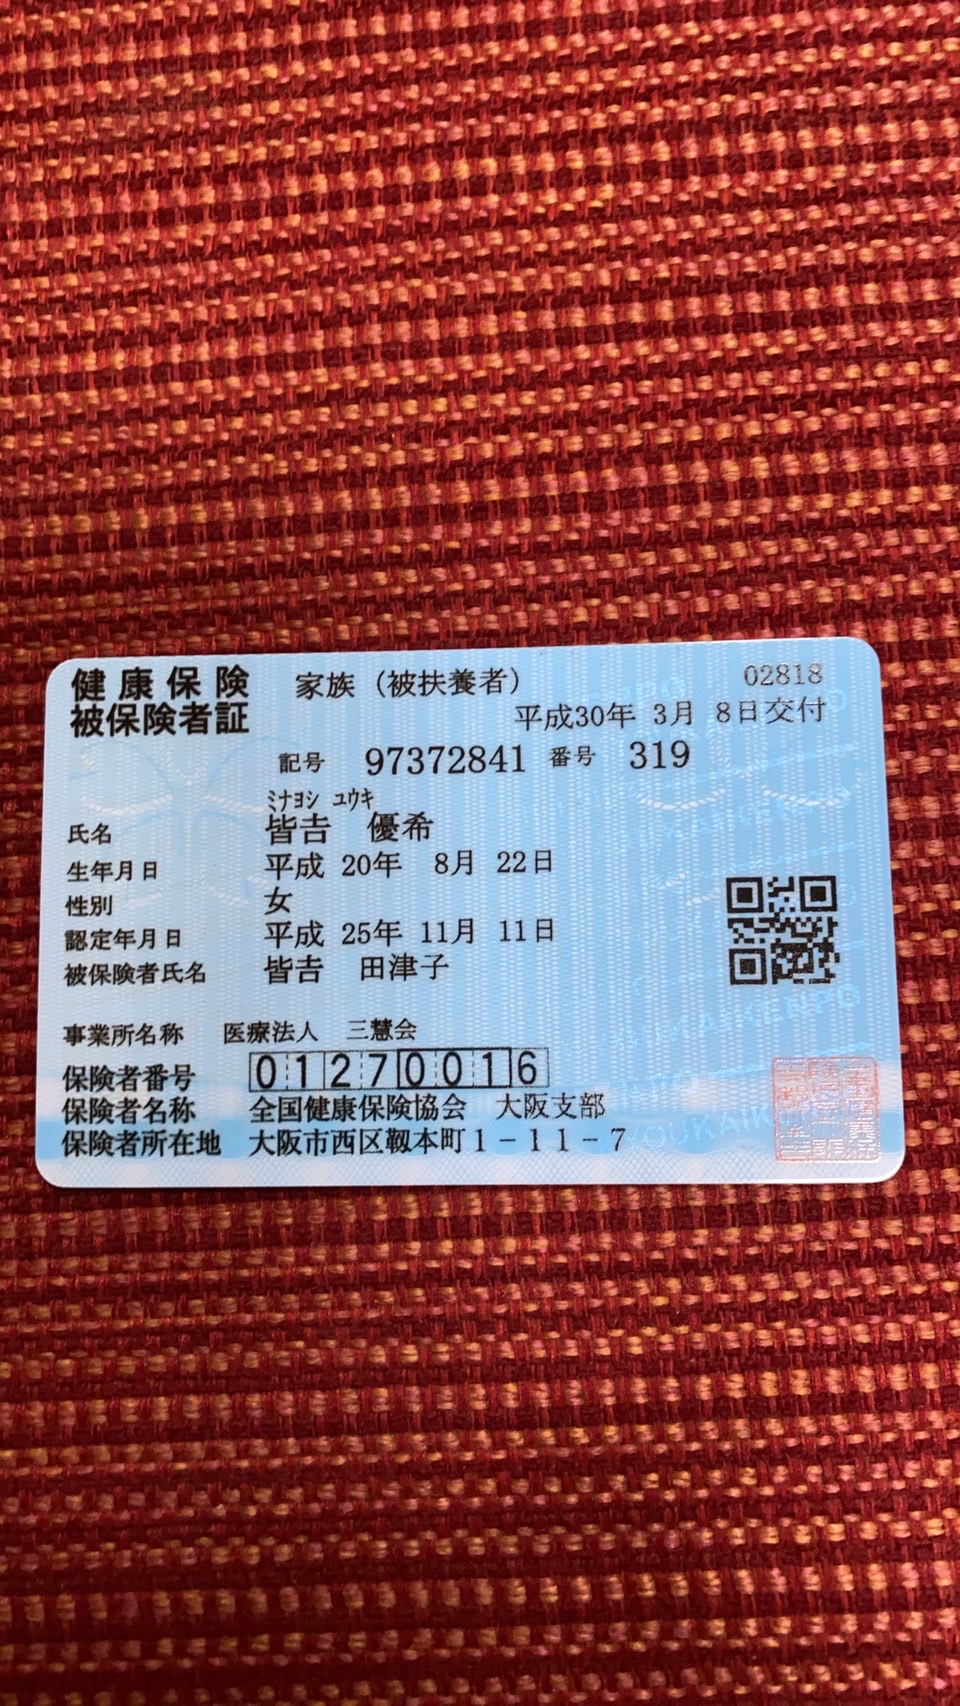 健康保険 家族（被扶養者） 02818
被保険者証 平成30年 3月 8日交付
記号 97372841 番号 319
ﾐﾅﾖｼ ﾕｳｷ
氏名 皆𠮷 優希
生年月日 平成 20年 8月 22日
性別 女
認定年月日 平成 25年 11月 11日
被保険者氏名 皆𠮷 田津子
事業所名称 医療法人 三慧会
保険者番号 01270016
保険者名称 全国健康保険協会 大阪支部
保険者所在地 大阪市西区靱本町1－11－7